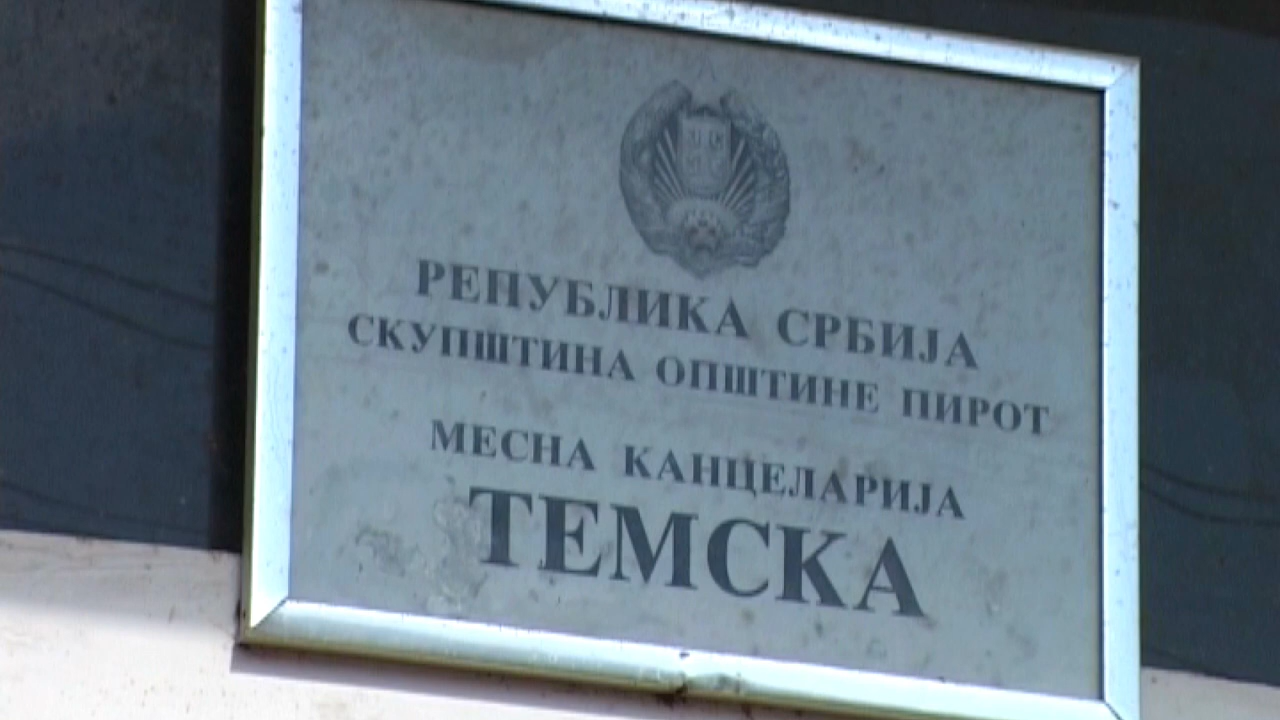 РЕПУБЛИКА СРБИЈА
СКУПШТИНА ОПШТИНЕ ПИРОТ
МЕСНА КАНЦЕЛАРИЈА
ТЕМСКА